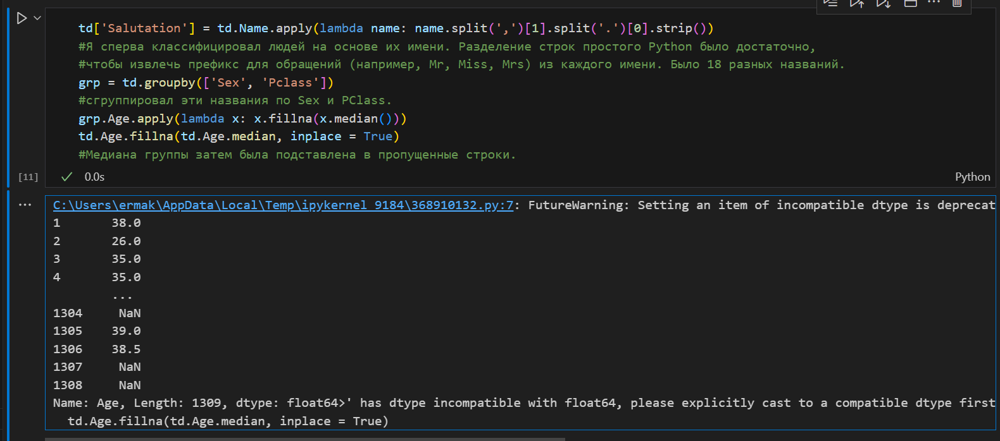 td['Salutation'] = td.Name.apply(lambda name: name.split(',')[1].split('.')[0].strip())
#Я сперва классифицировал людей на основе их имени. Разделение строк простого Python было достаточно,
#чтобы извлечь префикс для обращений (например, Mr, Miss, Mrs) из каждого имени. Было 18 разных названий.
grp = td.groupby(['Sex', 'Pclass'])
#сгруппировал эти названия по Sex и PClass.
grp.Age.apply(lambda x: x.fillna(x.median()))
td.Age.fillna(td.Age.median, inplace = True)
#Медиана группы затем была подставлена в пропущенные строки.
[11] 0.0s Python
C:\Users\ermak\AppData\Local\Temp\ipykernel_9184\368910132.py:7: FutureWarning: Setting an item of incompatible dtype is deprecat
1 38.0
2 26.0
3 35.0
4 35.0
...
1304 NaN
1305 39.0
1306 38.5
1307 NaN
1308 NaN
Name: Age, Length: 1309, dtype: float64>' has dtype incompatible with float64, please explicitly cast to a compatible dtype first
td.Age.fillna(td.Age.median, inplace = True)